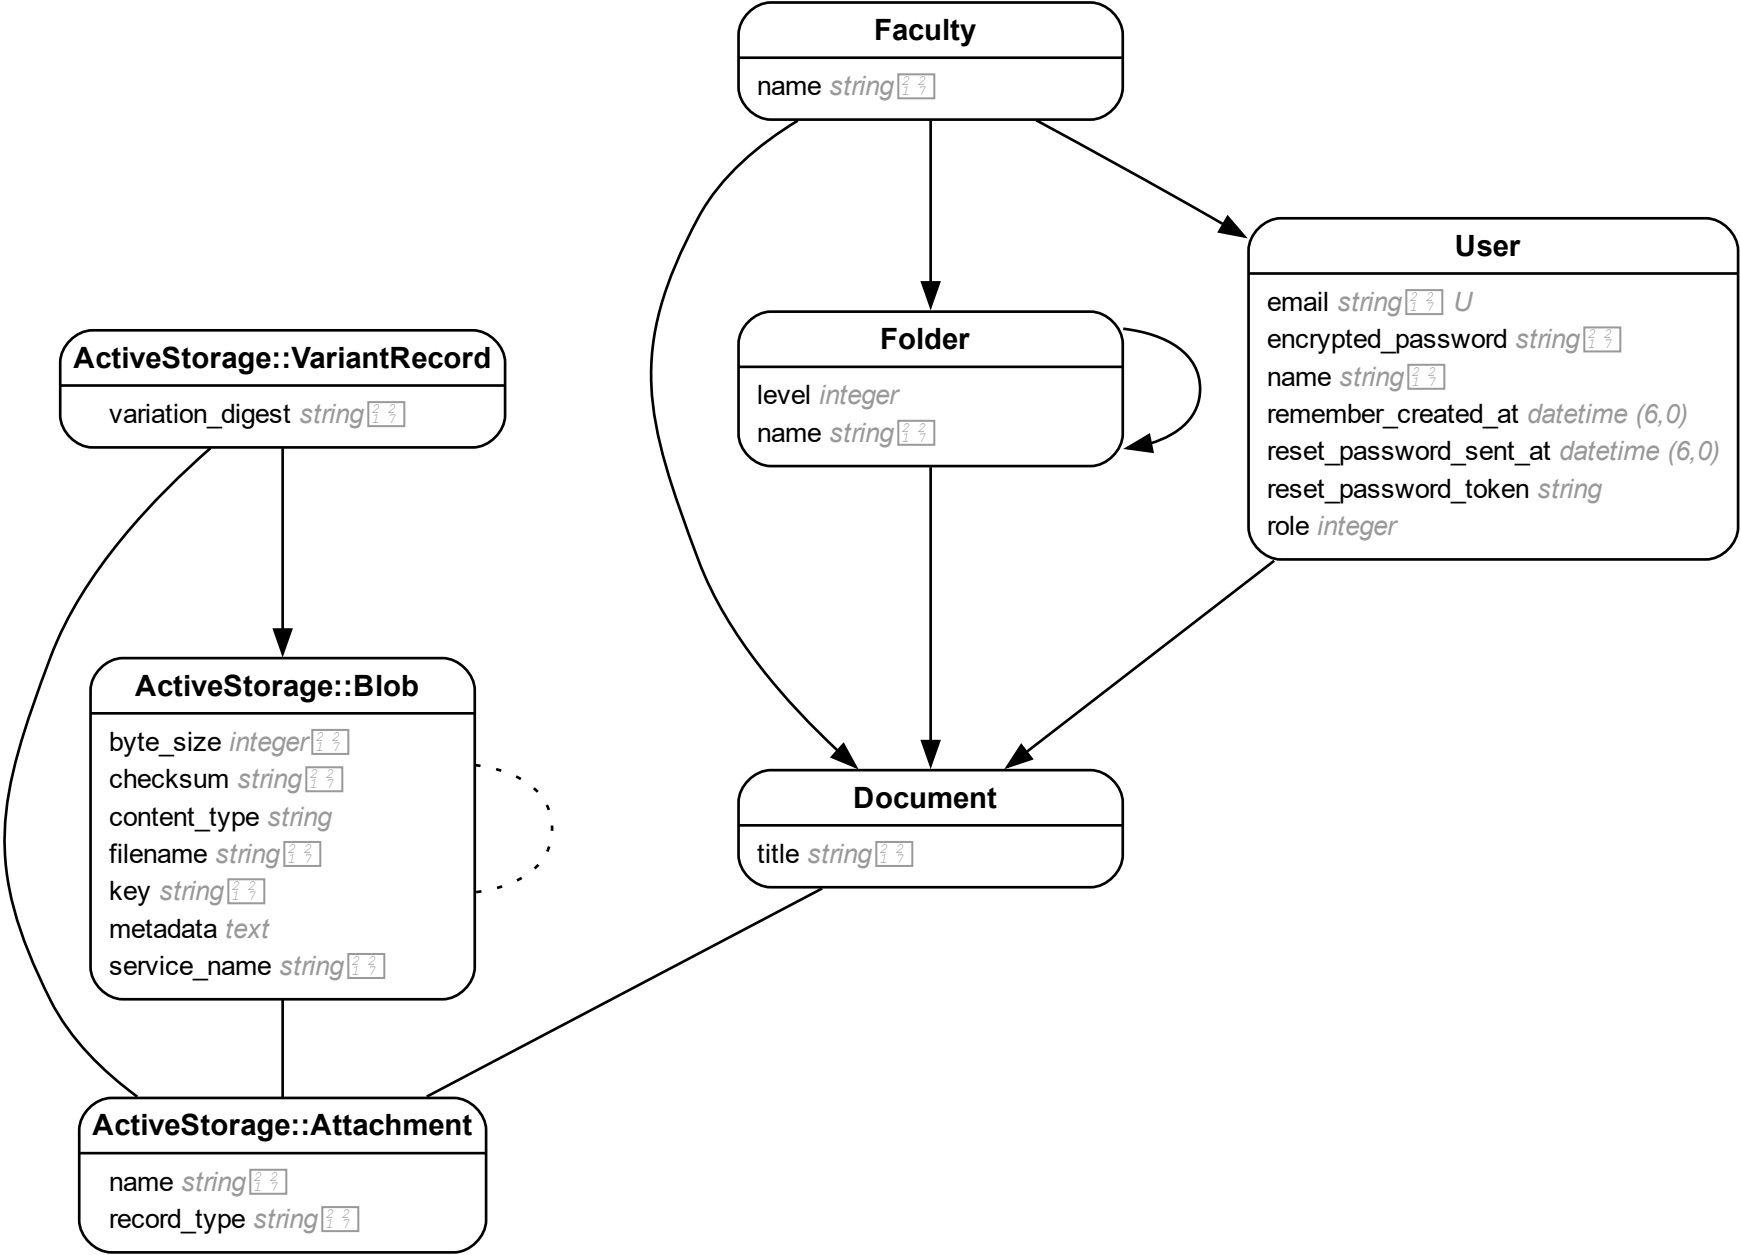 Faculty
name string
User
email string U
encrypted_password string
name string
remember_created_at datetime (6,0)
reset_password_sent_at datetime (6,0)
reset_password_token string
role integer
Folder
level integer
name string
ActiveStorage::VariantRecord
variation_digest string
ActiveStorage::Blob
byte_size integer
checksum string
content_type string
filename string
key string
metadata text
service_name string
Document
title string
ActiveStorage::Attachment
name string
record_type string